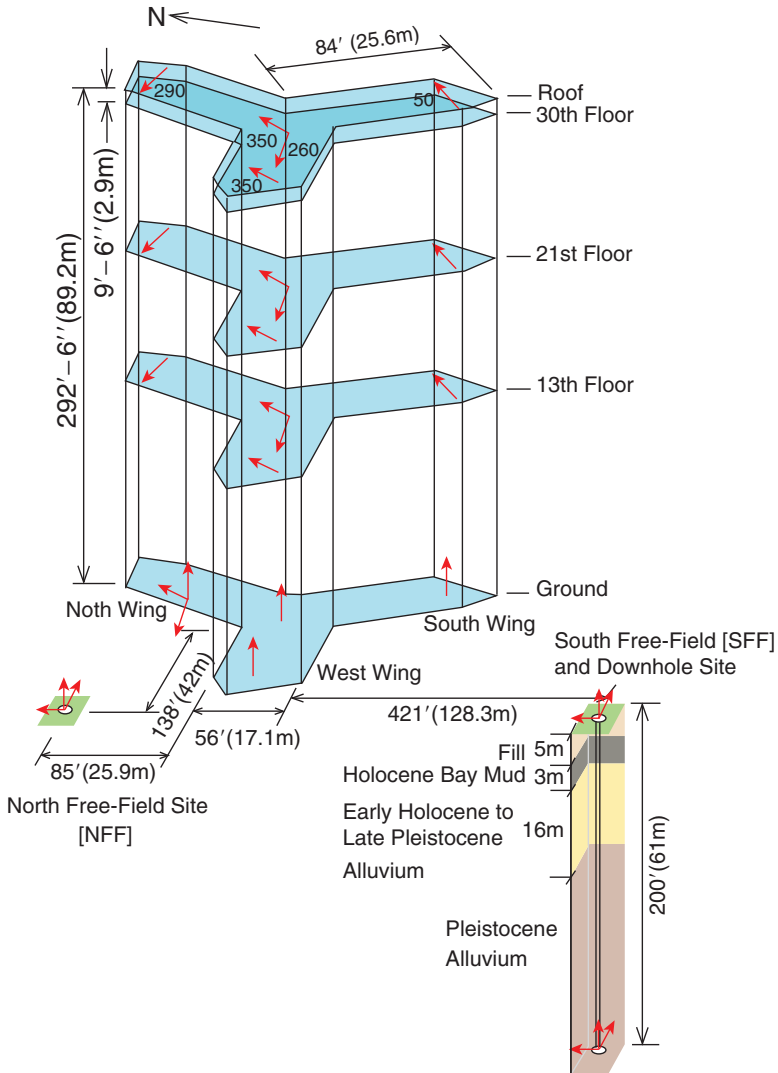 N
84′ (25.6m)
Roof
290
50
30th Floor
350
260
350
9′–6′′(2.9m)
292′–6′′(89.2m)
21st Floor
13th Floor
Ground
Noth Wing
South Wing
West Wing
South Free-Field [SFF]
and Downhole Site
138′(42m)
56′(17.1m)
421′(128.3m)
85′(25.9m)
North Free-Field Site
[NFF]
Fill 5m
Holocene Bay Mud 3m
Early Holocene to
Late Pleistocene 16m
Alluvium
200′(61m)
Pleistocene
Alluvium